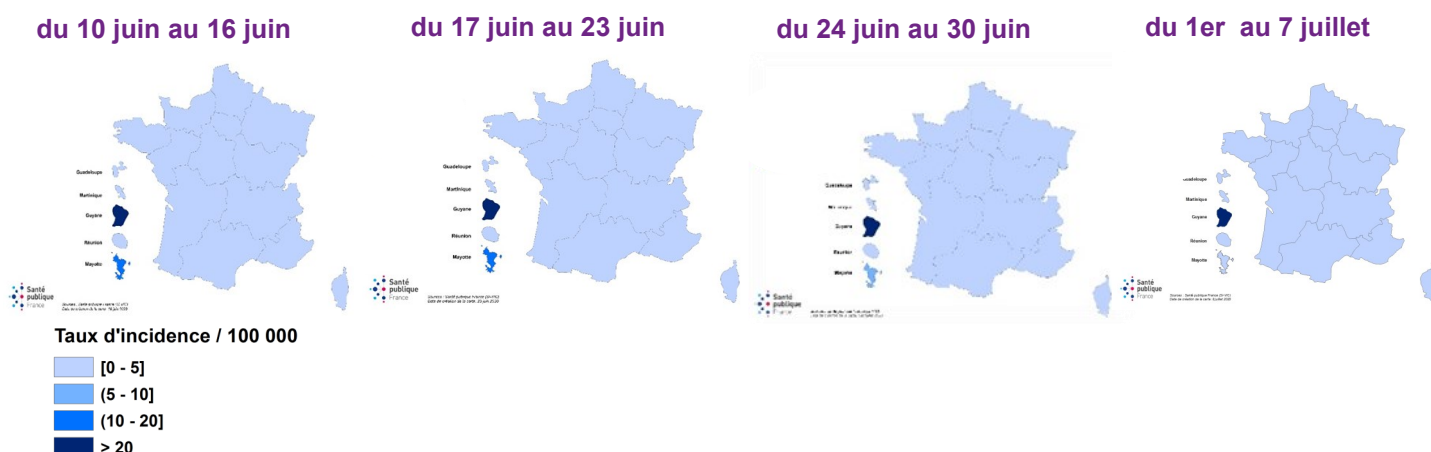 du 10 juin au 16 juin
du 17 juin au 23 juin
du 24 juin au 30 juin
du 1er au 7 juillet
Guadeloupe
Martinique
Guyane
Réunion
Mayotte
Santé
publique
France
Guadeloupe
Martinique
Guyane
Réunion
Mayotte
Santé
publique
France
Guadeloupe
Martinique
Guyane
Réunion
Mayotte
Santé
publique
France
Martinique
Guyane
Réunion
Mayotte
Santé
publique
France
Taux d'incidence / 100 000
[0 - 5]
(5 - 10]
(10 - 20]
> 20